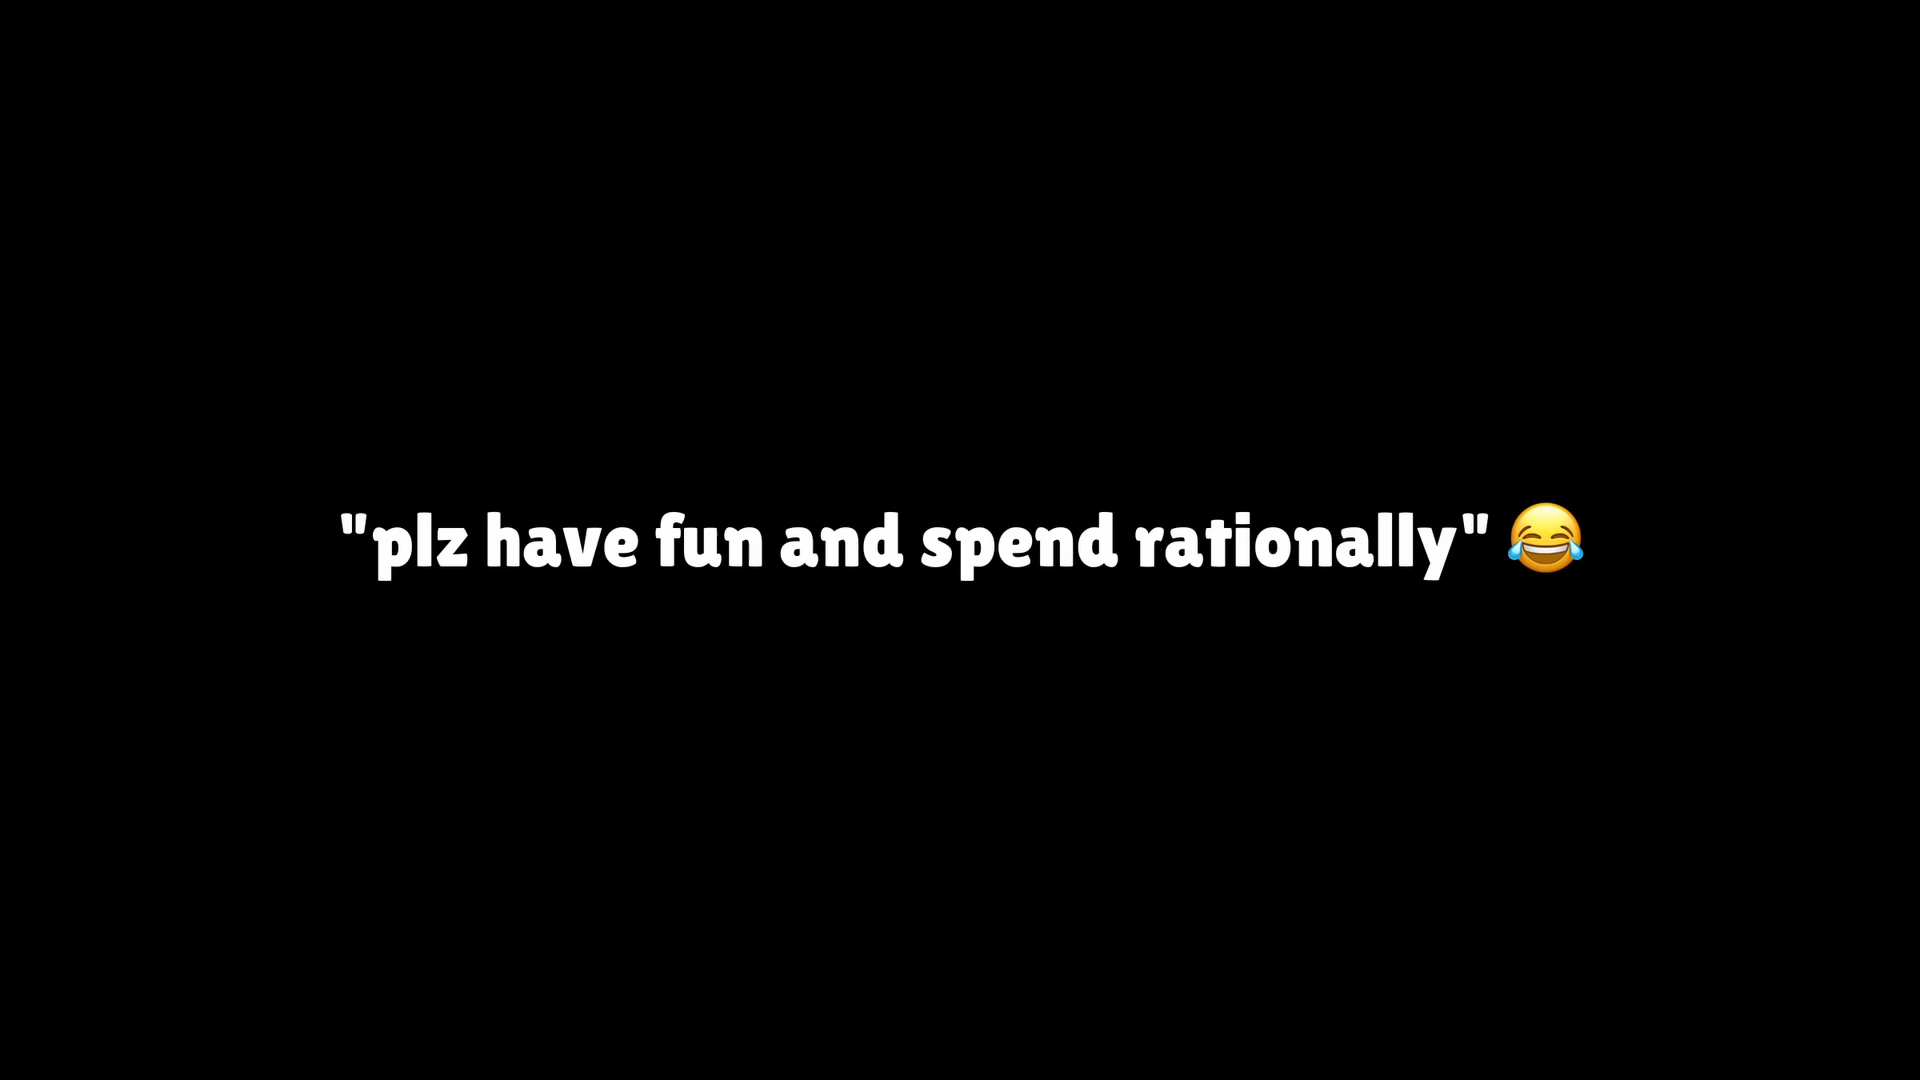 "plz have fun and spend rationally" 😂